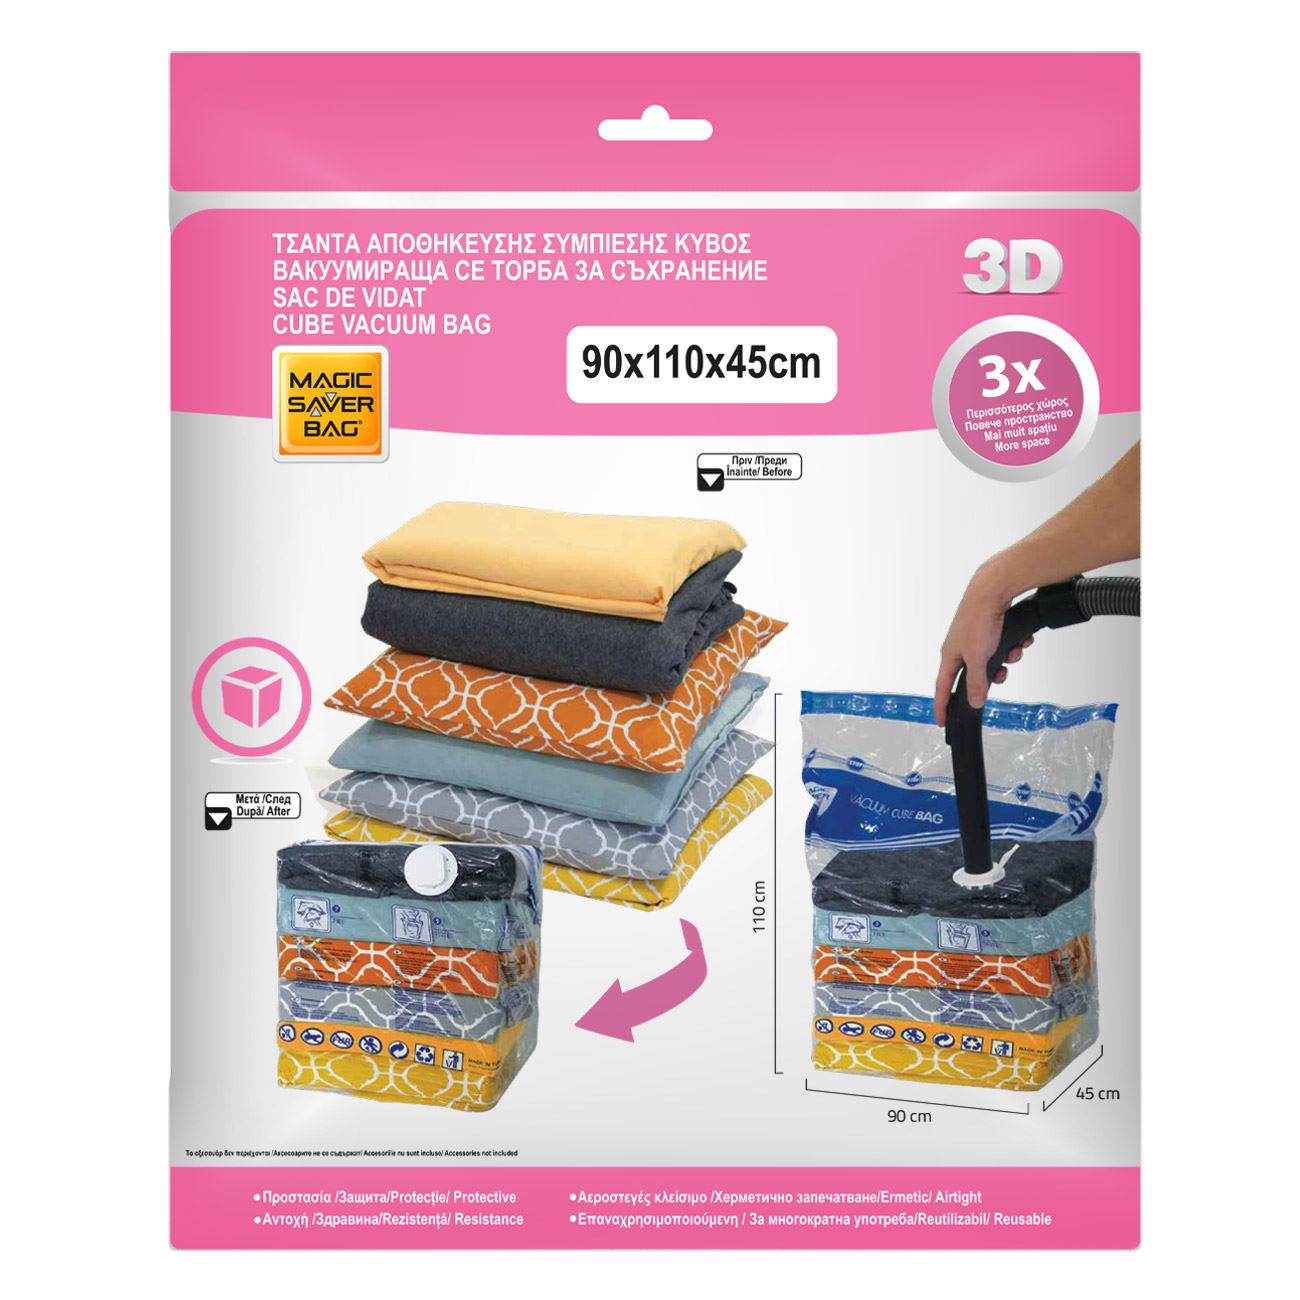 ΤΣΑΝΤΑ ΑΠΟΘΗΚΕΥΣΗΣ ΣΥΜΠΙΕΣΗΣ ΚΥΒΟΣ
ВАКУУМИРАЩА СЕ ТОРБА ЗА СЪХРАНЕНИЕ
SAC DE VIDAT
CUBE VACUUM BAG
3D
90x110x45cm
MAGIC
SAVER
BAG®
3x
Περισσότερος χώρος
Повече пространство
Mai mult spațiu
More space
Πριν /Преди
Înainte/ Before
Μετά /След
După/ After
VACUUM CUBE BAG
110 cm
90 cm
45 cm
Τα αξεσουάρ δεν περιέχονται /Аксесоарите не се съдържат/ Accesoriile nu sunt incluse/ Accessories not included
•Προστασία /Защита/Protecție/ Protective
•Αντοχή /Здравина/Rezistență/ Resistance
•Αεροστεγές κλείσιμο /Херметично запечатване/Ermetic/ Airtight
•Επαναχρησιμοποιούμενη / За многократна употреба/Reutilizabil/ Reusable